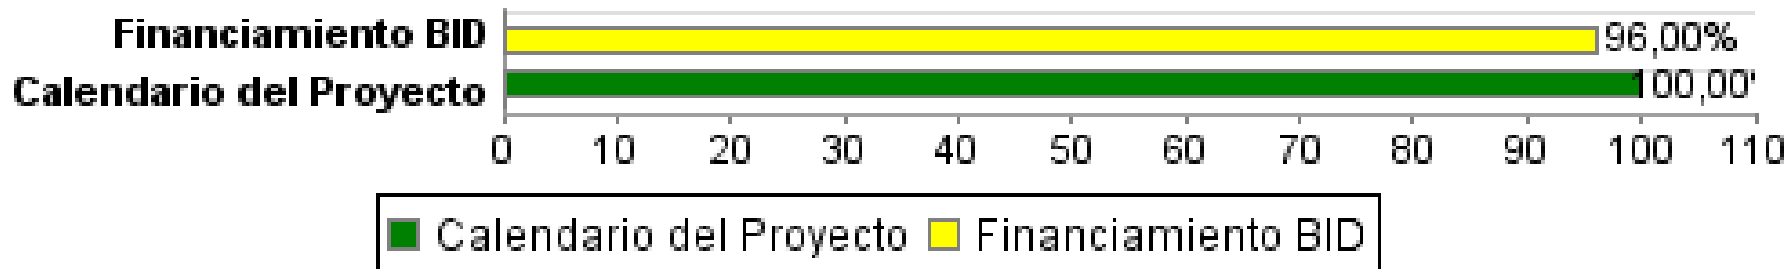 Financiamiento BID 96,00%
Calendario del Proyecto 100,00
0 10 20 30 40 50 60 70 80 90 100 110
Calendario del Proyecto Financiamiento BID